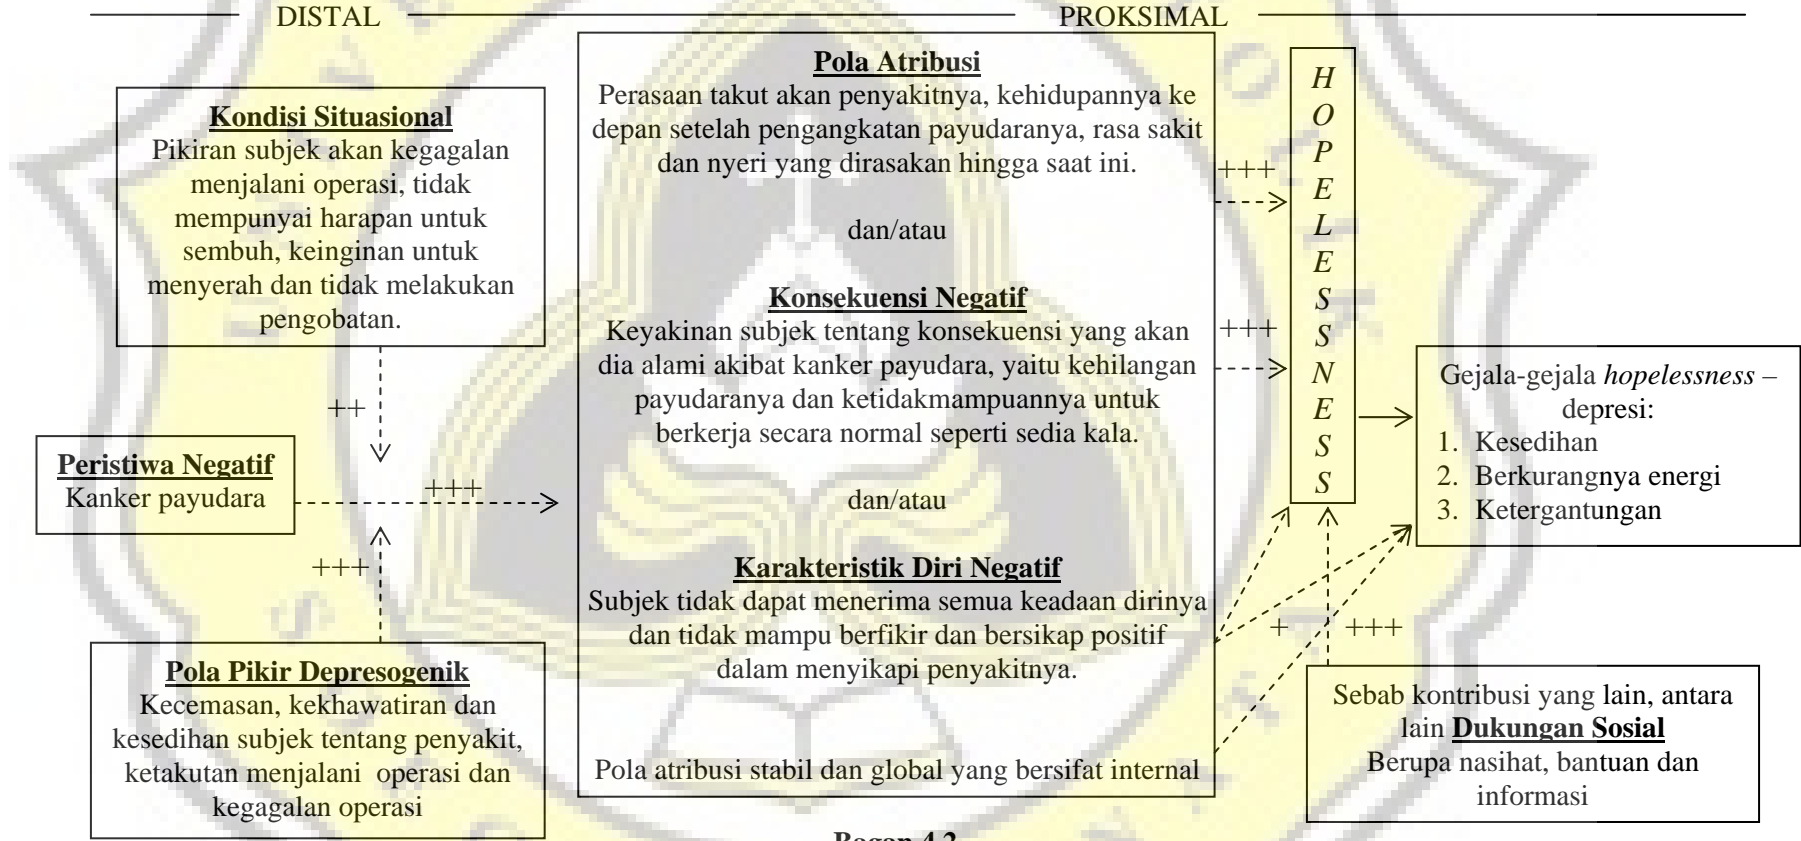 DISTAL
PROKSIMAL
Kondisi Situasional
Pikiran subjek akan kegagalan
menjalani operasi, tidak
mempunyai harapan untuk
sembuh, keinginan untuk
menyerah dan tidak melakukan
pengobatan.
++
Peristiwa Negatif
Kanker payudara
+++
+++
Pola Pikir Depresogenik
Kecemasan, kekhawatiran dan
kesedihan subjek tentang penyakit,
ketakutan menjalani operasi dan
kegagalan operasi
Pola Atribusi
Perasaan takut akan penyakitnya, kehidupannya ke
depan setelah pengangkatan payudaranya, rasa sakit
dan nyeri yang dirasakan hingga saat ini.
dan/atau
Konsekuensi Negatif
Keyakinan subjek tentang konsekuensi yang akan
dia alami akibat kanker payudara, yaitu kehilangan
payudaranya dan ketidakmampuannya untuk
berkerja secara normal seperti sedia kala.
dan/atau
Karakteristik Diri Negatif
Subjek tidak dapat menerima semua keadaan dirinya
dan tidak mampu berfikir dan bersikap positif
dalam menyikapi penyakitnya.
Pola atribusi stabil dan global yang bersifat internal
+++
+++
H
O
P
E
L
E
S
S
N
E
S
S
Gejala-gejala hopelessness –
depresi:
1. Kesedihan
2. Berkurangnya energi
3. Ketergantungan
+
+++
Sebab kontribusi yang lain, antara
lain Dukungan Sosial
Berupa nasihat, bantuan dan
informasi
Bagan 4.2